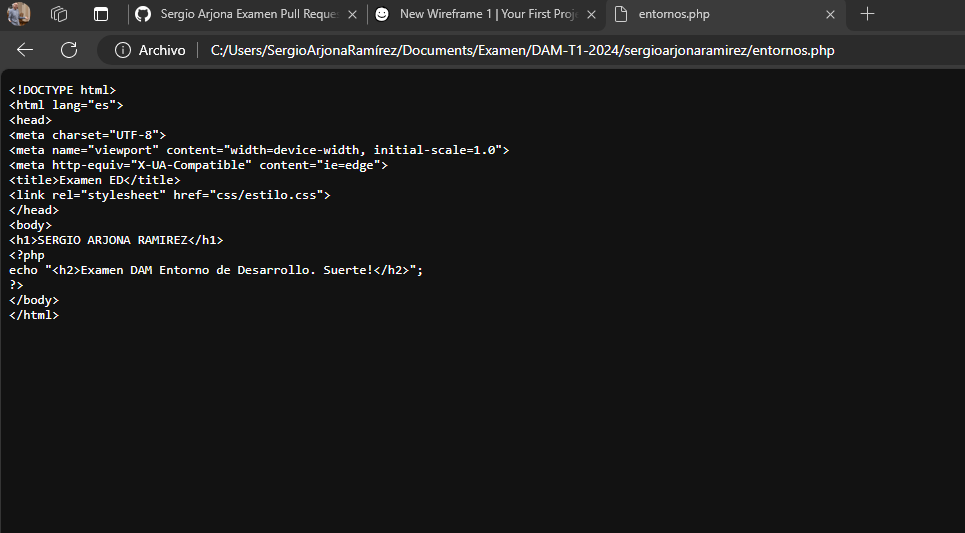 Sergio Arjona Examen Pull Reques
New Wireframe 1 | Your First Proje
entornos.php
Archivo
C:/Users/SergioArjonaRamírez/Documents/Examen/DAM-T1-2024/sergioarjonaramirez/entornos.php
<!DOCTYPE html>
<html lang="es">
<head>
<meta charset="UTF-8">
<meta name="viewport" content="width=device-width, initial-scale=1.0">
<meta http-equiv="X-UA-Compatible" content="ie=edge">
<title>Examen ED</title>
<link rel="stylesheet" href="css/estilo.css">
</head>
<body>
<h1>SERGIO ARJONA RAMIREZ</h1>
<?php
echo "<h2>Examen DAM Entorno de Desarrollo. Suerte!</h2>";
?>
</body>
</html>